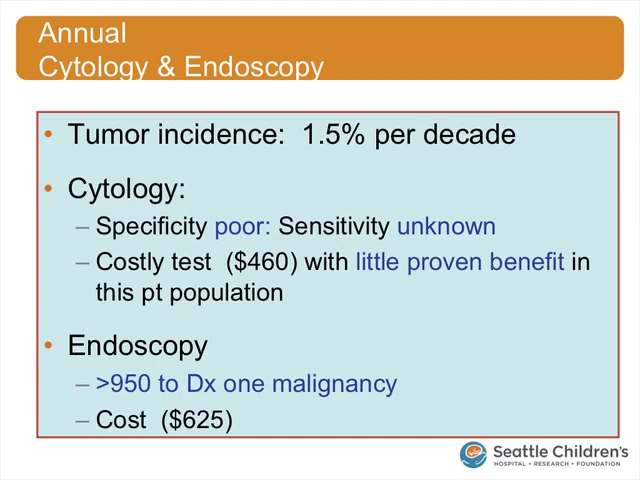 Annual
Cytology & Endoscopy
• Tumor incidence:  1.5% per decade
• Cytology:
– Specificity poor: Sensitivity unknown
– Costly test  ($460) with little proven benefit in
this pt population
• Endoscopy
– >950 to Dx one malignancy
– Cost  ($625)
Seattle Children's
HOSPITAL • RESEARCH • FOUNDATION